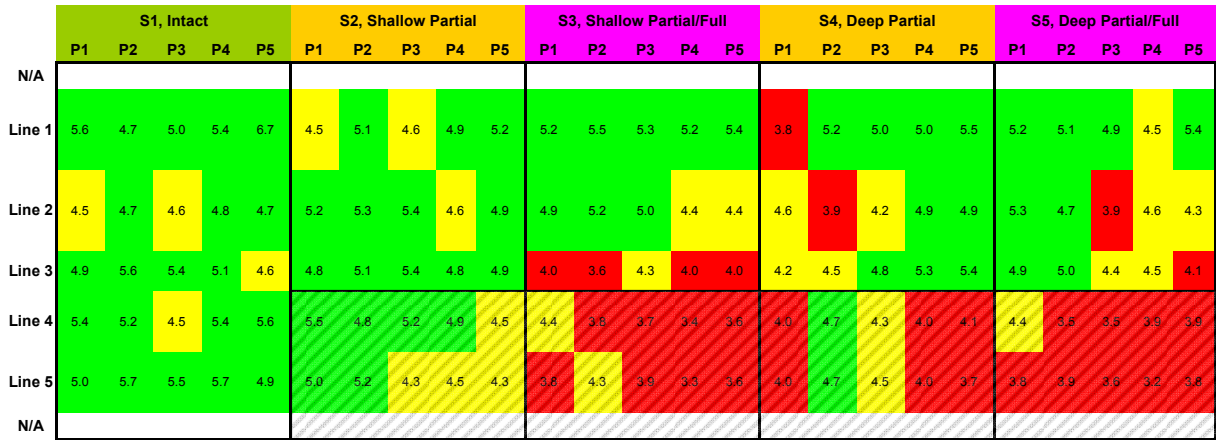 S1, Intact S2, Shallow Partial S3, Shallow Partial/Full S4, Deep Partial S5, Deep Partial/Full
P1 P2 P3 P4 P5 P1 P2 P3 P4 P5 P1 P2 P3 P4 P5 P1 P2 P3 P4 P5 P1 P2 P3 P4 P5
N/A
Line 1 5.6 4.7 5.0 5.4 6.7 4.5 5.1 4.6 4.9 5.2 5.2 5.5 5.3 5.2 5.4 3.8 5.2 5.0 5.0 5.5 5.2 5.1 4.9 4.5 5.4
Line 2 4.5 4.7 4.6 4.8 4.7 5.2 5.3 5.4 4.6 4.9 4.9 5.2 5.0 4.4 4.4 4.6 3.9 4.2 4.9 4.9 5.3 4.7 3.9 4.6 4.3
Line 3 4.9 5.6 5.4 5.1 4.6 4.8 5.1 5.4 4.8 4.9 4.0 3.6 4.3 4.0 4.0 4.2 4.5 4.8 5.3 5.4 4.9 5.0 4.4 4.5 4.1
Line 4 5.4 5.2 4.5 5.4 5.6 5.5 4.8 5.2 4.9 4.5 4.4 3.8 3.7 3.4 3.6 4.0 4.7 4.3 4.0 4.1 4.4 3.5 3.5 3.9 3.9
Line 5 5.0 5.7 5.5 5.7 4.9 5.0 5.2 4.3 4.5 4.3 3.8 4.3 3.9 3.3 3.6 4.0 4.7 4.5 4.0 3.7 3.8 3.9 3.6 3.2 3.8
N/A